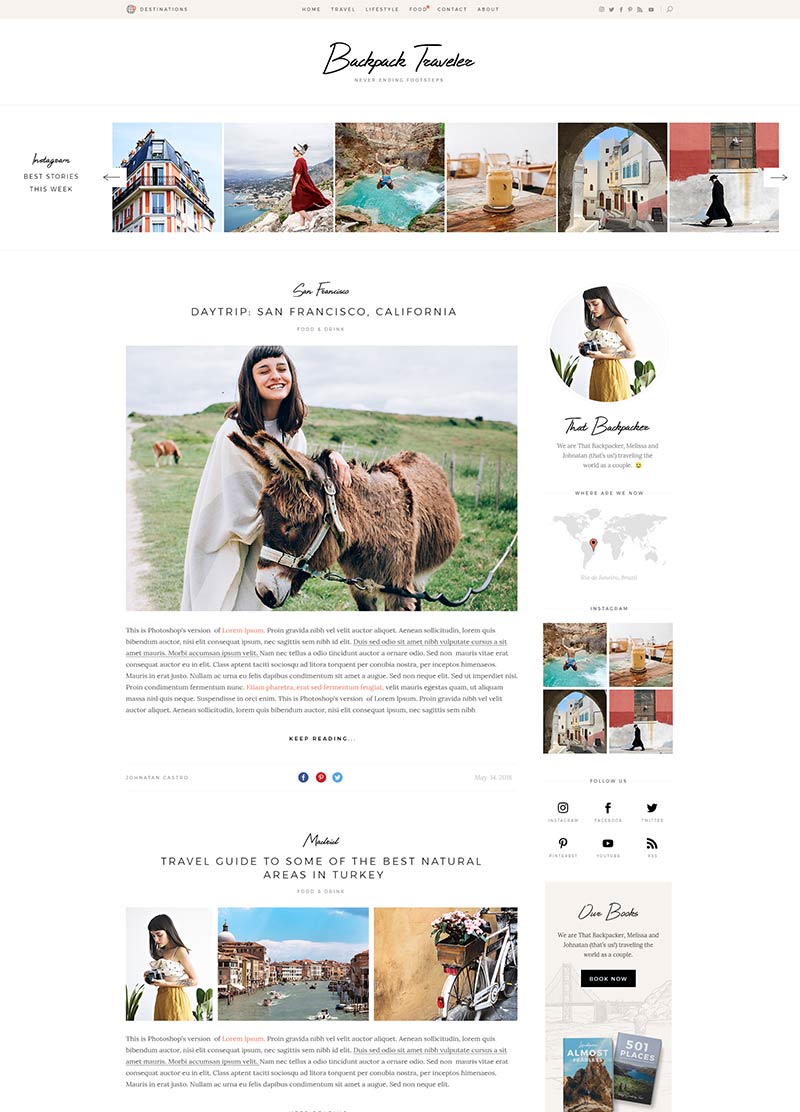 DESTINATIONS
HOME TRAVEL LIFESTYLE FOOD CONTACT ABOUT
Backpack Traveler
NEVER ENDING FOOTSTEPS
Instagram
BEST STORIES
THIS WEEK
San Francisco
DAYTRIP: SAN FRANCISCO, CALIFORNIA
FOOD & DRINK
This is Photoshop's version of Lorem Ipsum. Proin gravida nibh vel velit auctor aliquet. Aenean sollicitudin, lorem quis
bibendum auctor, nisi elit consequat ipsum, nec sagittis sem nibh id elit. Duis sed odio sit amet nibh vulputate cursus a sit
amet mauris. Morbi accumsan ipsum velit. Nam nec tellus a odio tincidunt auctor a ornare odio. Sed non mauris vitae erat
consequat auctor eu in elit. Class aptent taciti sociosqu ad litora torquent per conubia nostra, per inceptos himenaeos.
Mauris in erat justo. Nullam ac urna eu felis dapibus condimentum sit amet a augue. Sed non neque elit. Sed ut imperdiet nisi.
Proin condimentum fermentum nunc. Etiam pharetra, erat sed fermentum feugiat, velit mauris egestas quam, ut aliquam
massa nisl quis neque. Suspendisse in orci enim. This is Photoshop's version of Lorem Ipsum. Proin gravida nibh vel velit
auctor aliquet. Aenean sollicitudin, lorem quis bibendum auctor, nisi elit consequat ipsum, nec sagittis sem nibh
KEEP READING...
JOHNATAN CASTRO
May 14, 2018
Madrid
TRAVEL GUIDE TO SOME OF THE BEST NATURAL
AREAS IN TURKEY
FOOD & DRINK
This is Photoshop's version of Lorem Ipsum. Proin gravida nibh vel velit auctor aliquet. Aenean sollicitudin, lorem quis
bibendum auctor, nisi elit consequat ipsum, nec sagittis sem nibh id elit. Duis sed odio sit amet nibh vulputate cursus a sit
amet mauris. Morbi accumsan ipsum velit. Nam nec tellus a odio tincidunt auctor a ornare odio. Sed non mauris vitae erat
consequat auctor eu in elit. Class aptent taciti sociosqu ad litora torquent per conubia nostra, per inceptos himenaeos.
Mauris in erat justo. Nullam ac urna eu felis dapibus condimentum sit amet a augue. Sed non neque elit.
That Backpacker
We are That Backpacker, Melissa and
Johnatan (that's us!) traveling the
world as a couple. 😉
WHERE ARE WE NOW
Rio de Janeiro, Brazil
INSTAGRAM
FOLLOW US
INSTAGRAM FACEBOOK TWITTER
PINTEREST YOUTUBE RSS
Our Books
We are That Backpacker, Melissa and
Johnatan (that's us!) traveling the
world as a couple.
BOOK NOW
ALMOST
501
PLACES